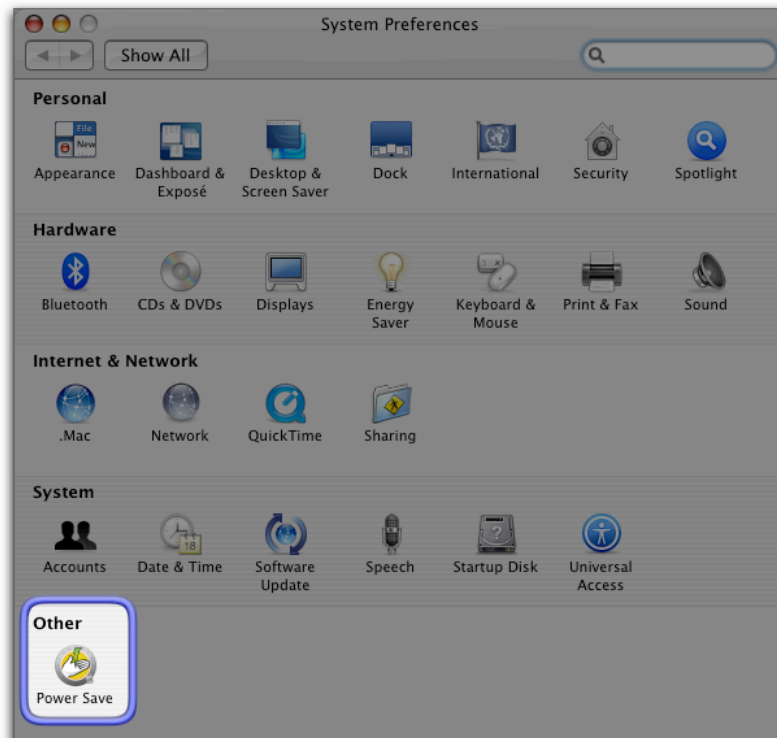 System Preferences
Show All
Personal
File
New
Appearance
Dashboard &
Exposé
Desktop &
Screen Saver
Dock
International
Security
Spotlight
Hardware
Bluetooth
CDs & DVDs
Displays
Energy
Saver
Keyboard &
Mouse
Print & Fax
Sound
Internet & Network
.Mac
Network
QuickTime
Sharing
System
18
?
Accounts
Date & Time
Software
Update
Speech
Startup Disk
Universal
Access
Other
Power Save